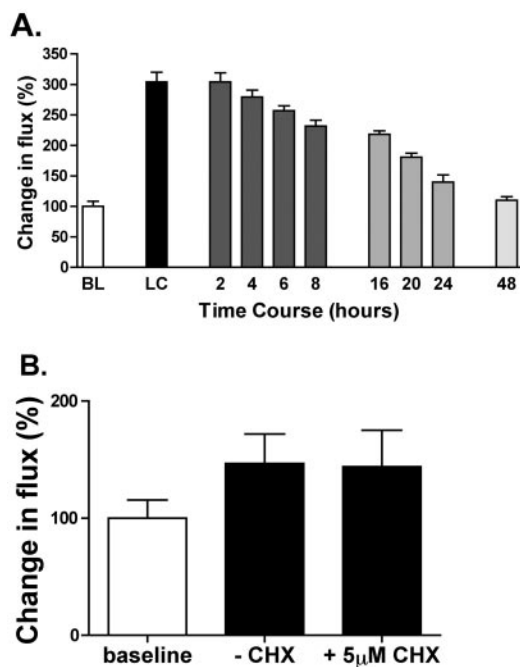 A.
Change in flux (%)
350
300
250
200
150
100
50
0
BL LC 2 4 6 8 16 20 24 48
Time Course (hours)
B.
Change in flux (%)
200
100
0
baseline - CHX + 5μM CHX